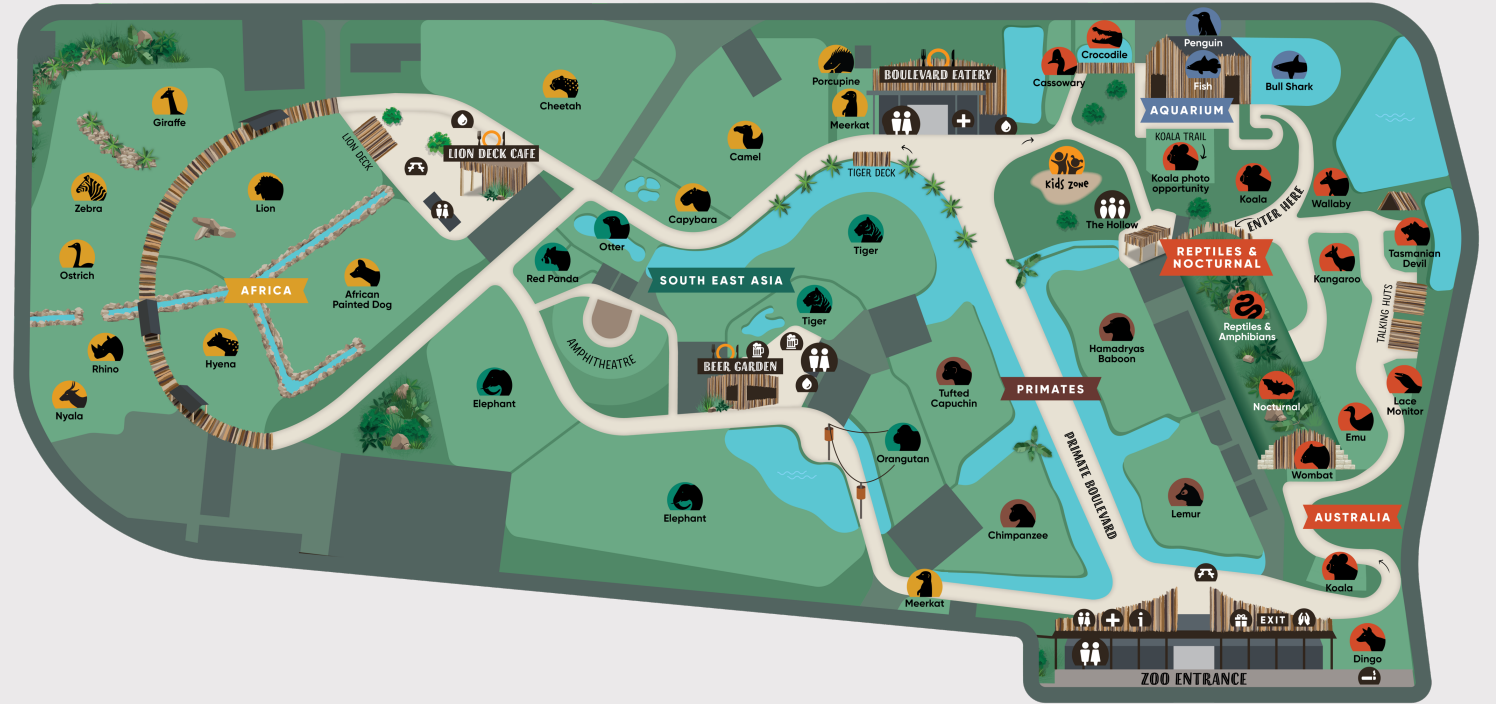 Giraffe
Zebra
Ostrich
Rhino
Nyala
Lion
AFRICA
African
Painted Dog
Hyena
LION DECK
LION DECK CAFE
Cheetah
Camel
Capybara
Otter
Red Panda
SOUTH EAST ASIA
AMPHITHEATRE
Elephant
Elephant
Tiger
Tiger
TIGER DECK
BEER GARDEN
Orangutan
Meerkat
Porcupine
Meerkat
BOULEVARD EATERY
Cassowary
Crocodile
Penguin
Fish
Bull Shark
AQUARIUM
KOALA TRAIL
Koala photo
opportunity
Kids ZONE
The Hollow
Koala
Wallaby
ENTER HERE
REPTILES &
NOCTURNAL
Tasmanian
Devil
Kangaroo
TALKING HUTS
Reptiles &
Amphibians
Nocturnal
Lace
Monitor
Emu
Wombat
AUSTRALIA
Koala
Hamadryas
Baboon
Tufted
Capuchin
PRIMATES
PRIMATE BOULEVARD
Chimpanzee
Lemur
i
EXIT
Dingo
ZOO ENTRANCE